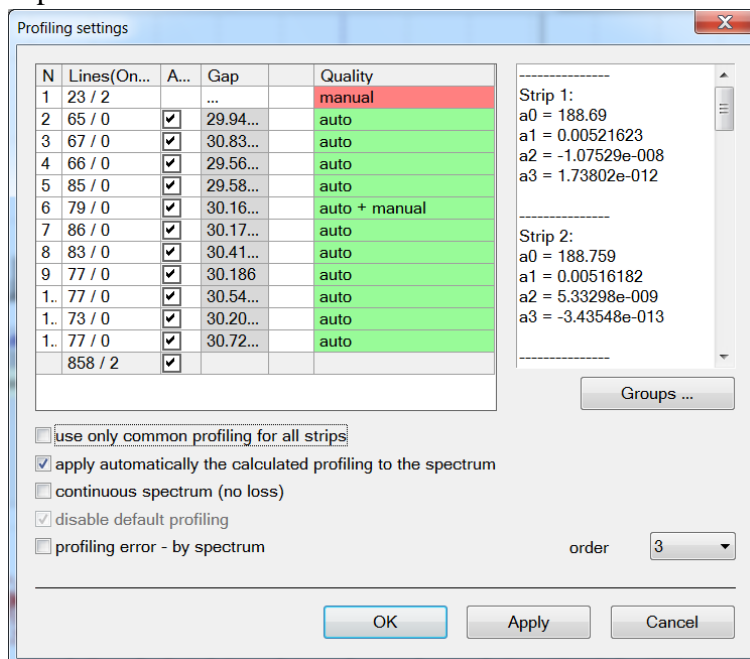 Profiling settings
N Lines(On... A... Gap Quality
1 23 / 2 ... manual
2 65 / 0 29.94... auto
3 67 / 0 30.83... auto
4 66 / 0 29.56... auto
5 85 / 0 29.58... auto
6 79 / 0 30.16... auto + manual
7 86 / 0 30.17... auto
8 83 / 0 30.41... auto
9 77 / 0 30.186 auto
1.. 77 / 0 30.54... auto
1.. 73 / 0 30.20... auto
1.. 77 / 0 30.72... auto
858 / 2
---------------
Strip 1:
a0 = 188.69
a1 = 0.00521623
a2 = -1.07529e-008
a3 = 1.73802e-012
---------------
Strip 2:
a0 = 188.759
a1 = 0.00516182
a2 = 5.33298e-009
a3 = -3.43548e-013
---------------
Groups ...
use only common profiling for all strips
apply automatically the calculated profiling to the spectrum
continuous spectrum (no loss)
disable default profiling
profiling error - by spectrum
order 3
OK Apply Cancel